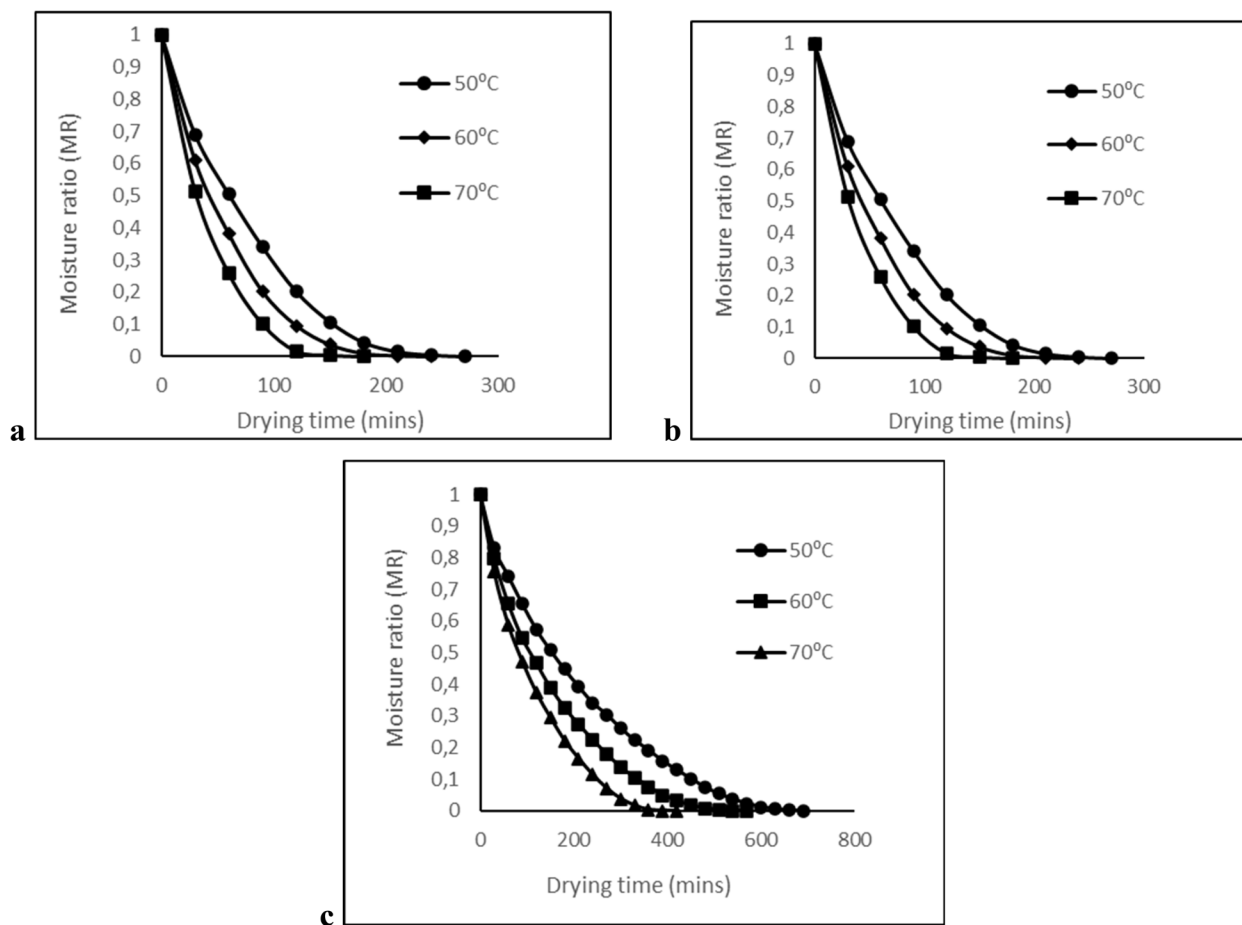 1
0,9
0,8
0,7
0,6
0,5
0,4
0,3
0,2
0,1
0
Moisture ratio (MR)
50⁰C
60⁰C
70⁰C
0 100 200 300
Drying time (mins)
a
1
0,9
0,8
0,7
0,6
0,5
0,4
0,3
0,2
0,1
0
Moisture ratio (MR)
50⁰C
60⁰C
70⁰C
0 100 200 300
Drying time (mins)
b
1
0,9
0,8
0,7
0,6
0,5
0,4
0,3
0,2
0,1
0
Moisture ratio (MR)
50⁰C
60⁰C
70⁰C
0 200 400 600 800
Drying time (mins)
c